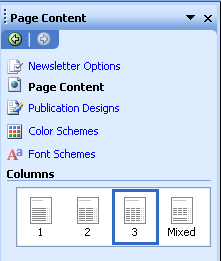 Page Content
Newsletter Options
Page Content
Publication Designs
Color Schemes
Font Schemes
Columns
1 2 3 Mixed